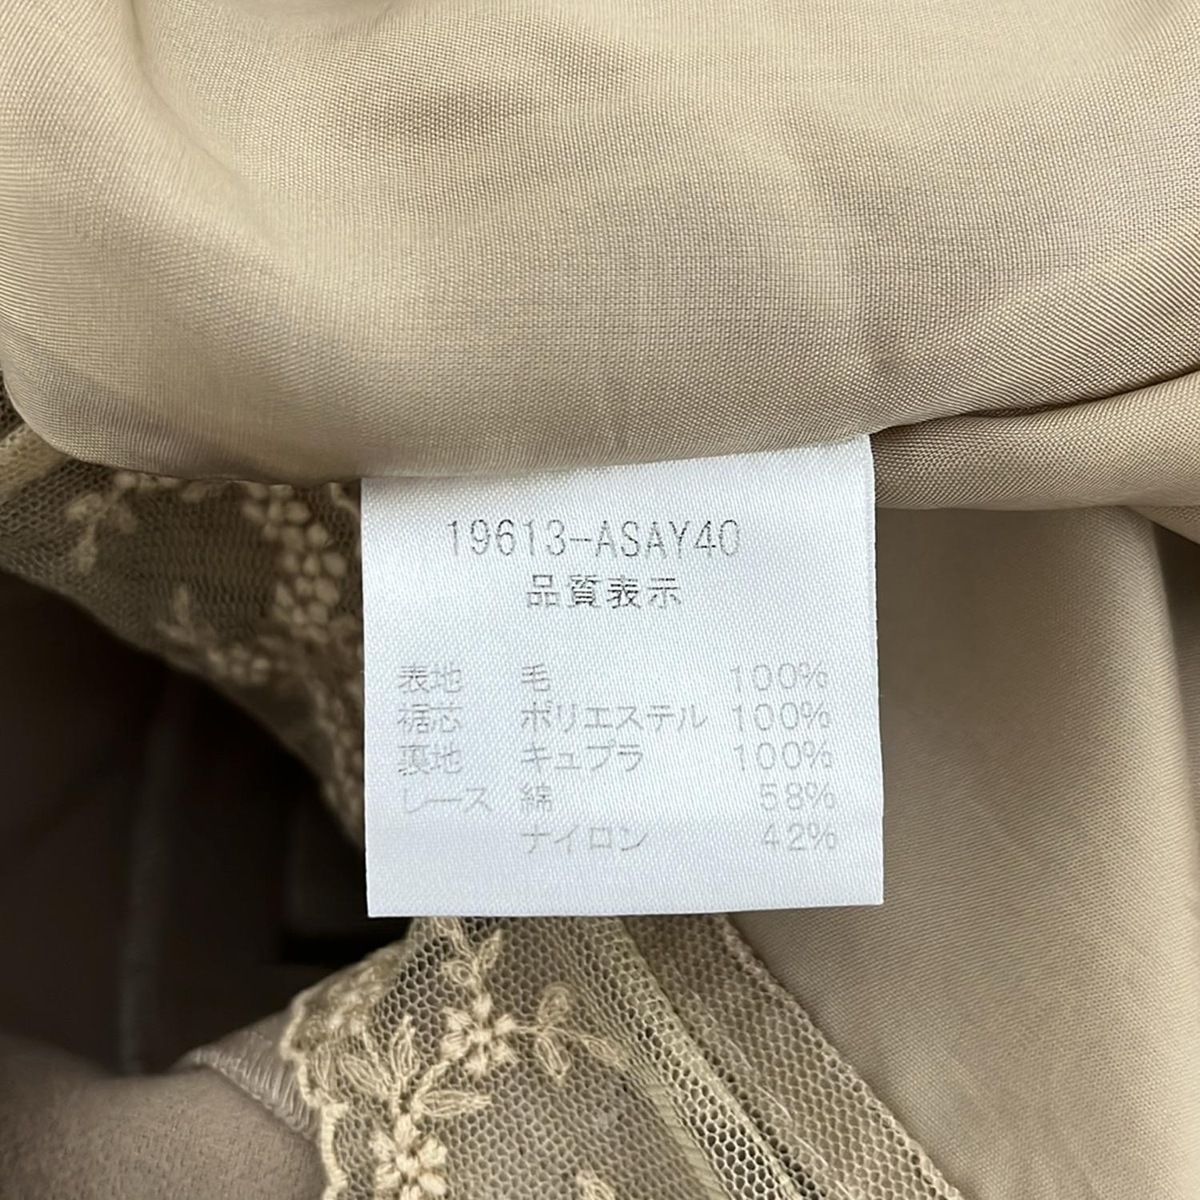 19613-ASAY40
品質表示
表地 毛 100%
裾芯 ポリエステル 100%
裏地 キュプラ 100%
レース 綿 58%
ナイロン 42%